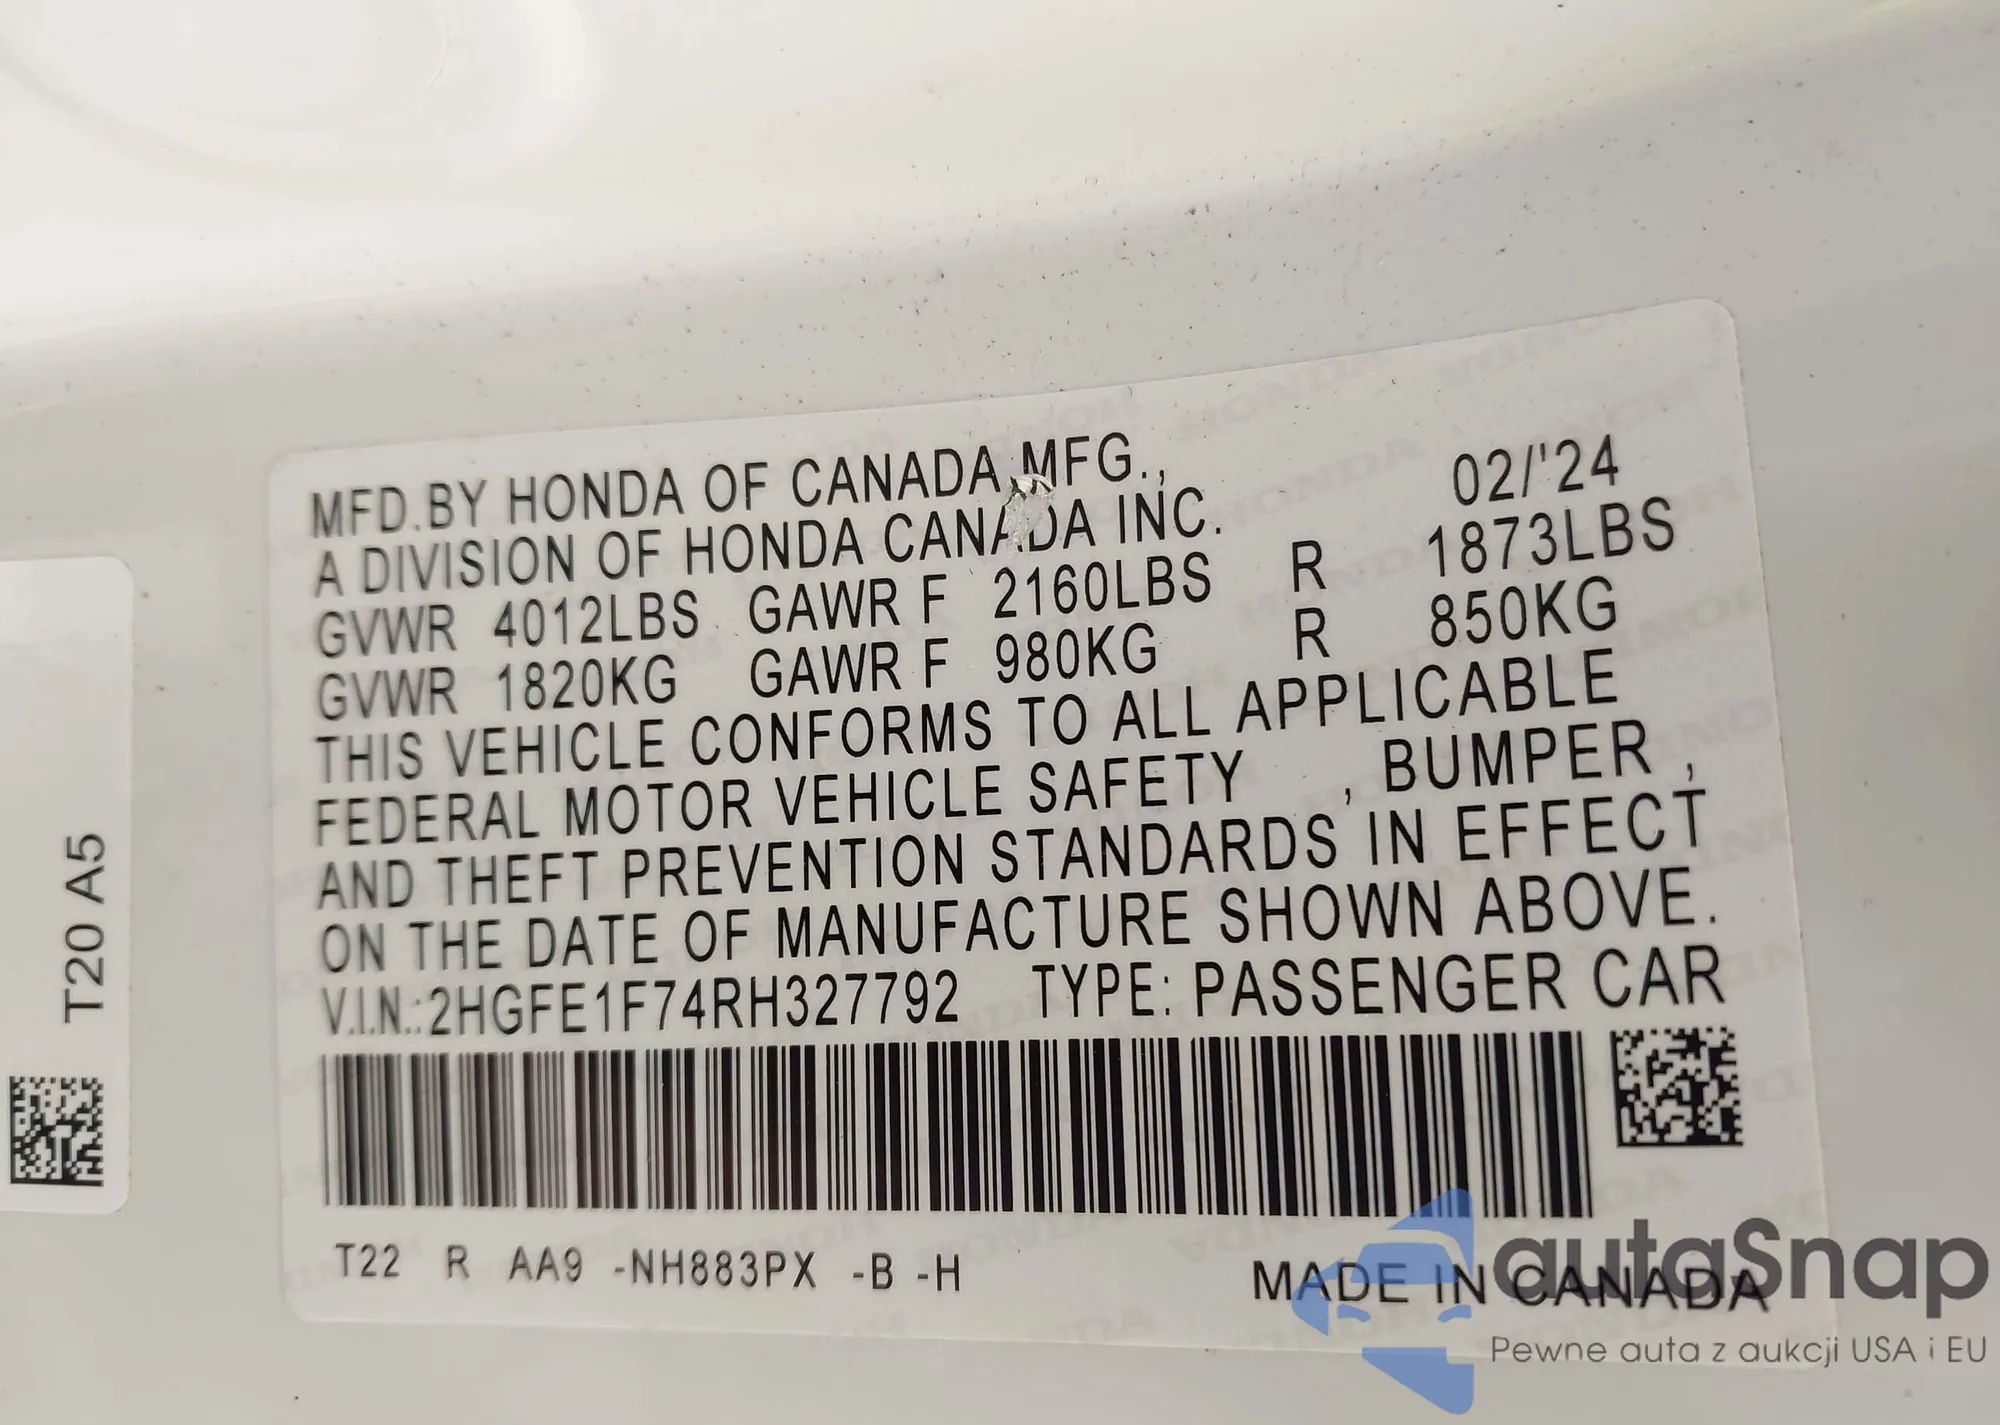 MFD.BY HONDA OF CANADA MFG.,  02/'24
A DIVISION OF HONDA CANADA INC.
GVWR 4012LBS GAWR F 2160LBS R 1873LBS
GVWR 1820KG GAWR F 980KG R 850KG
THIS VEHICLE CONFORMS TO ALL APPLICABLE
FEDERAL MOTOR VEHICLE SAFETY , BUMPER ,
AND THEFT PREVENTION STANDARDS IN EFFECT
ON THE DATE OF MANUFACTURE SHOWN ABOVE.
V.I.N.:2HGFE1F74RH327792 TYPE: PASSENGER CAR
T22 R AA9 -NH883PX -B -H
MADE IN CANADA
T20 A5
autaSnap
Pewne auta z aukcji USA i EU